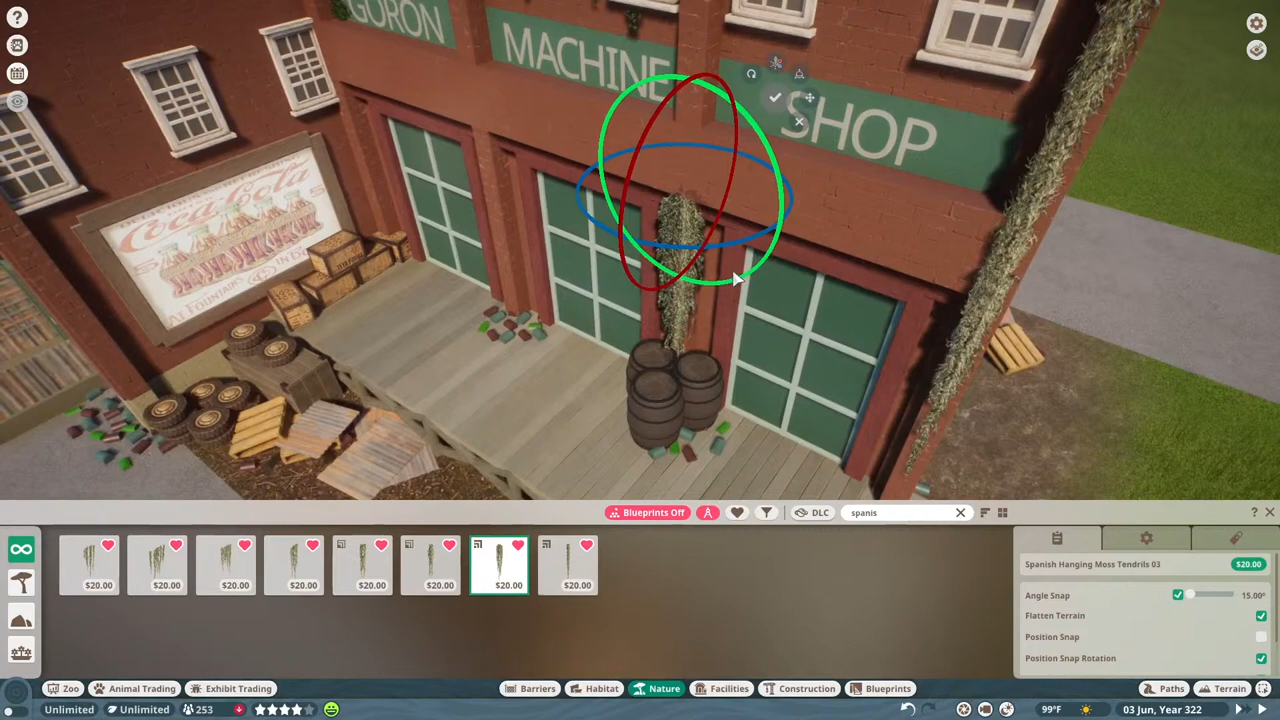 GORON
MACHINE
SHOP
Coca-Cola
AT FOUNTAINS
5¢
Blueprints Off
DLC
spanis
?
$20.00
$20.00
$20.00
$20.00
$20.00
$20.00
$20.00
$20.00
Spanish Hanging Moss Tendrils 03
$20.00
Angle Snap
15.00°
Flatten Terrain
Position Snap
Position Snap Rotation
Zoo
Animal Trading
Exhibit Trading
Barriers
Habitat
Nature
Facilities
Construction
Blueprints
Paths
Terrain
Unlimited
Unlimited
253
99°F
03 Jun, Year 322